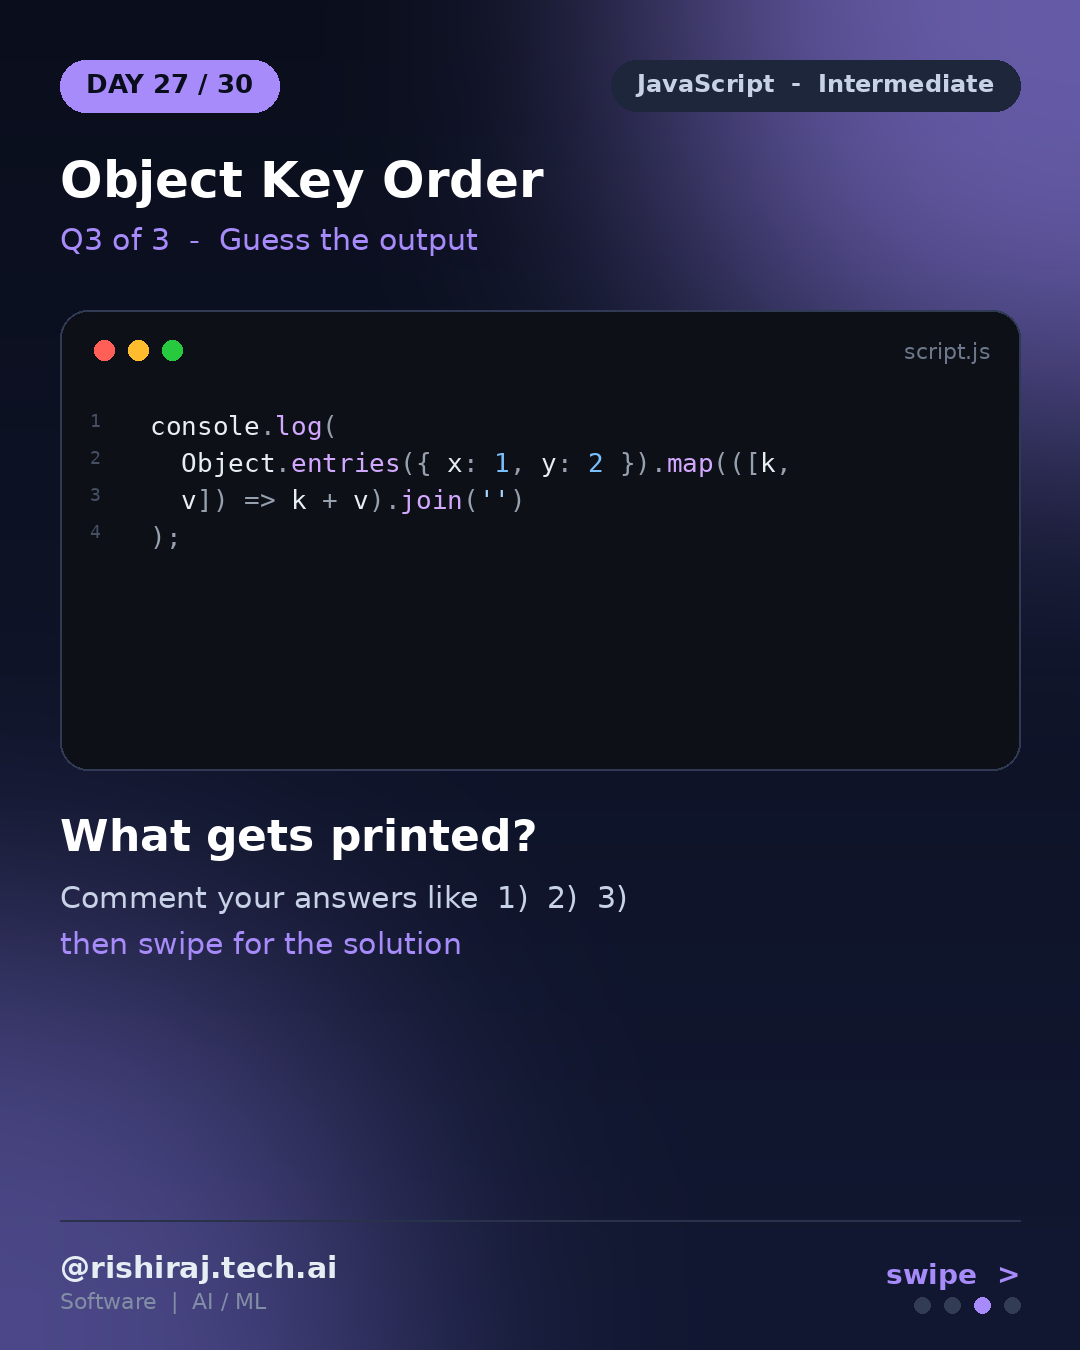 DAY 27 / 30
JavaScript - Intermediate
Object Key Order
Q3 of 3 - Guess the output
script.js
1 console.log(
2 Object.entries({ x: 1, y: 2 }).map(([k,
3 v]) => k + v).join('')
4 );
What gets printed?
Comment your answers like 1) 2) 3)
then swipe for the solution
@rishiraj.tech.ai
Software | AI / ML
swipe >